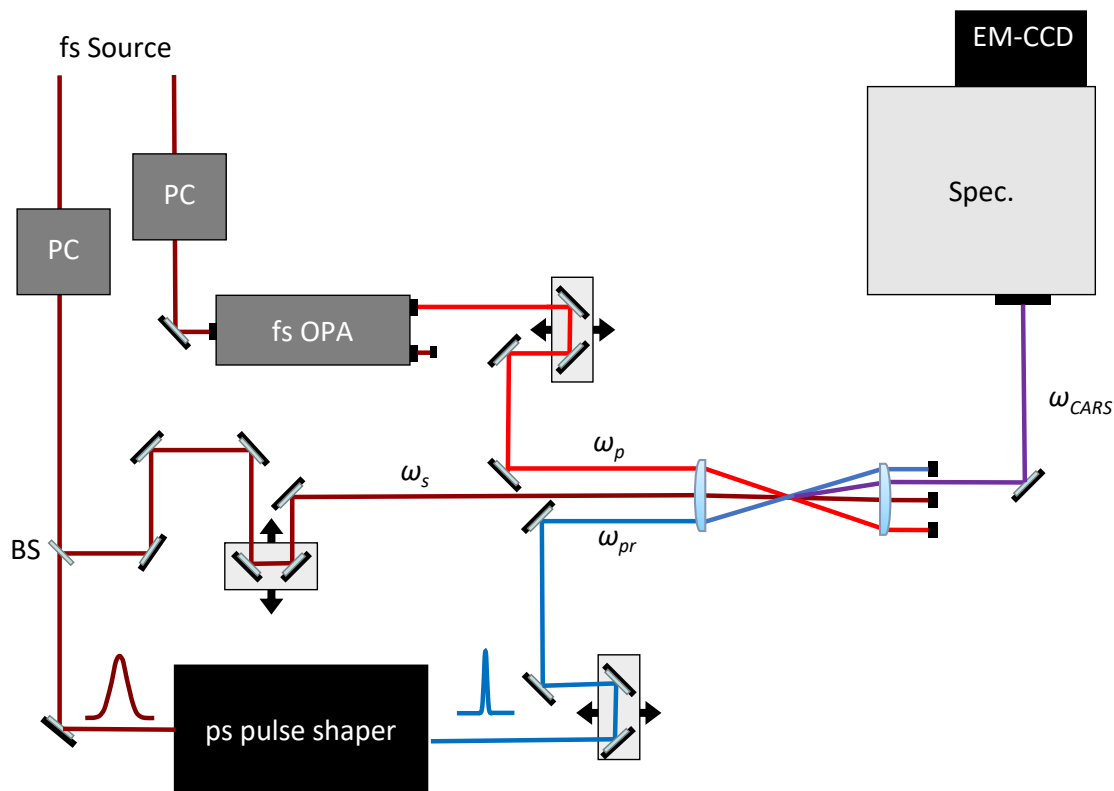 fs Source
EM-CCD
PC
Spec.
PC
fs OPA
ω_CARS
ω_p
ω_s
BS
ω_pr
ps pulse shaper